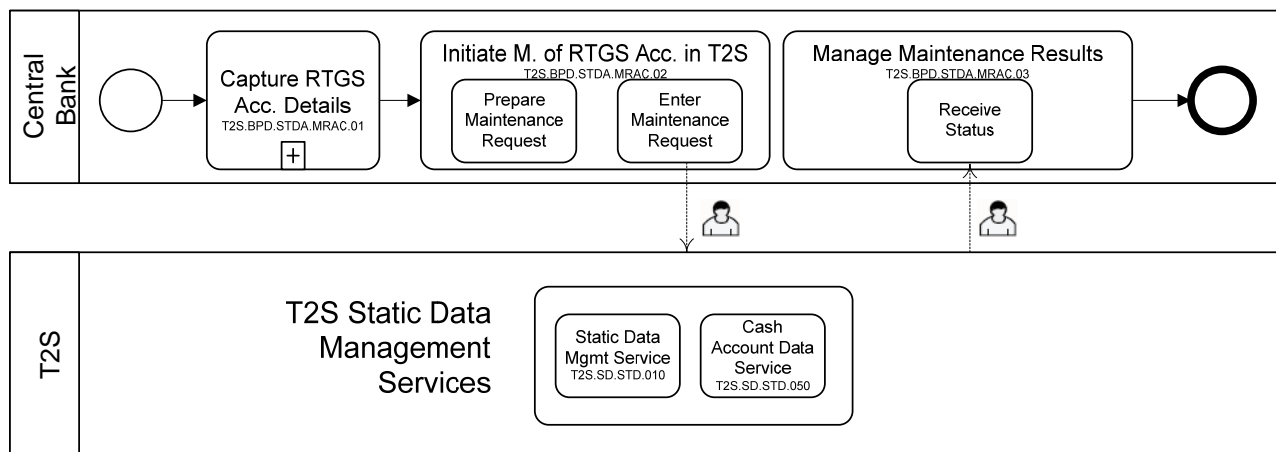 Central
Bank
Capture RTGS
Acc. Details
T2S.BPD.STDA.MRAC.01
+
Initiate M. of RTGS Acc. in T2S
T2S.BPD.STDA.MRAC.02
Prepare
Maintenance
Request
Enter
Maintenance
Request
Manage Maintenance Results
T2S.BPD.STDA.MRAC.03
Receive
Status
T2S
T2S Static Data
Management
Services
Static Data
Mgmt Service
T2S.SD.STD.010
Cash
Account Data
Service
T2S.SD.STD.050